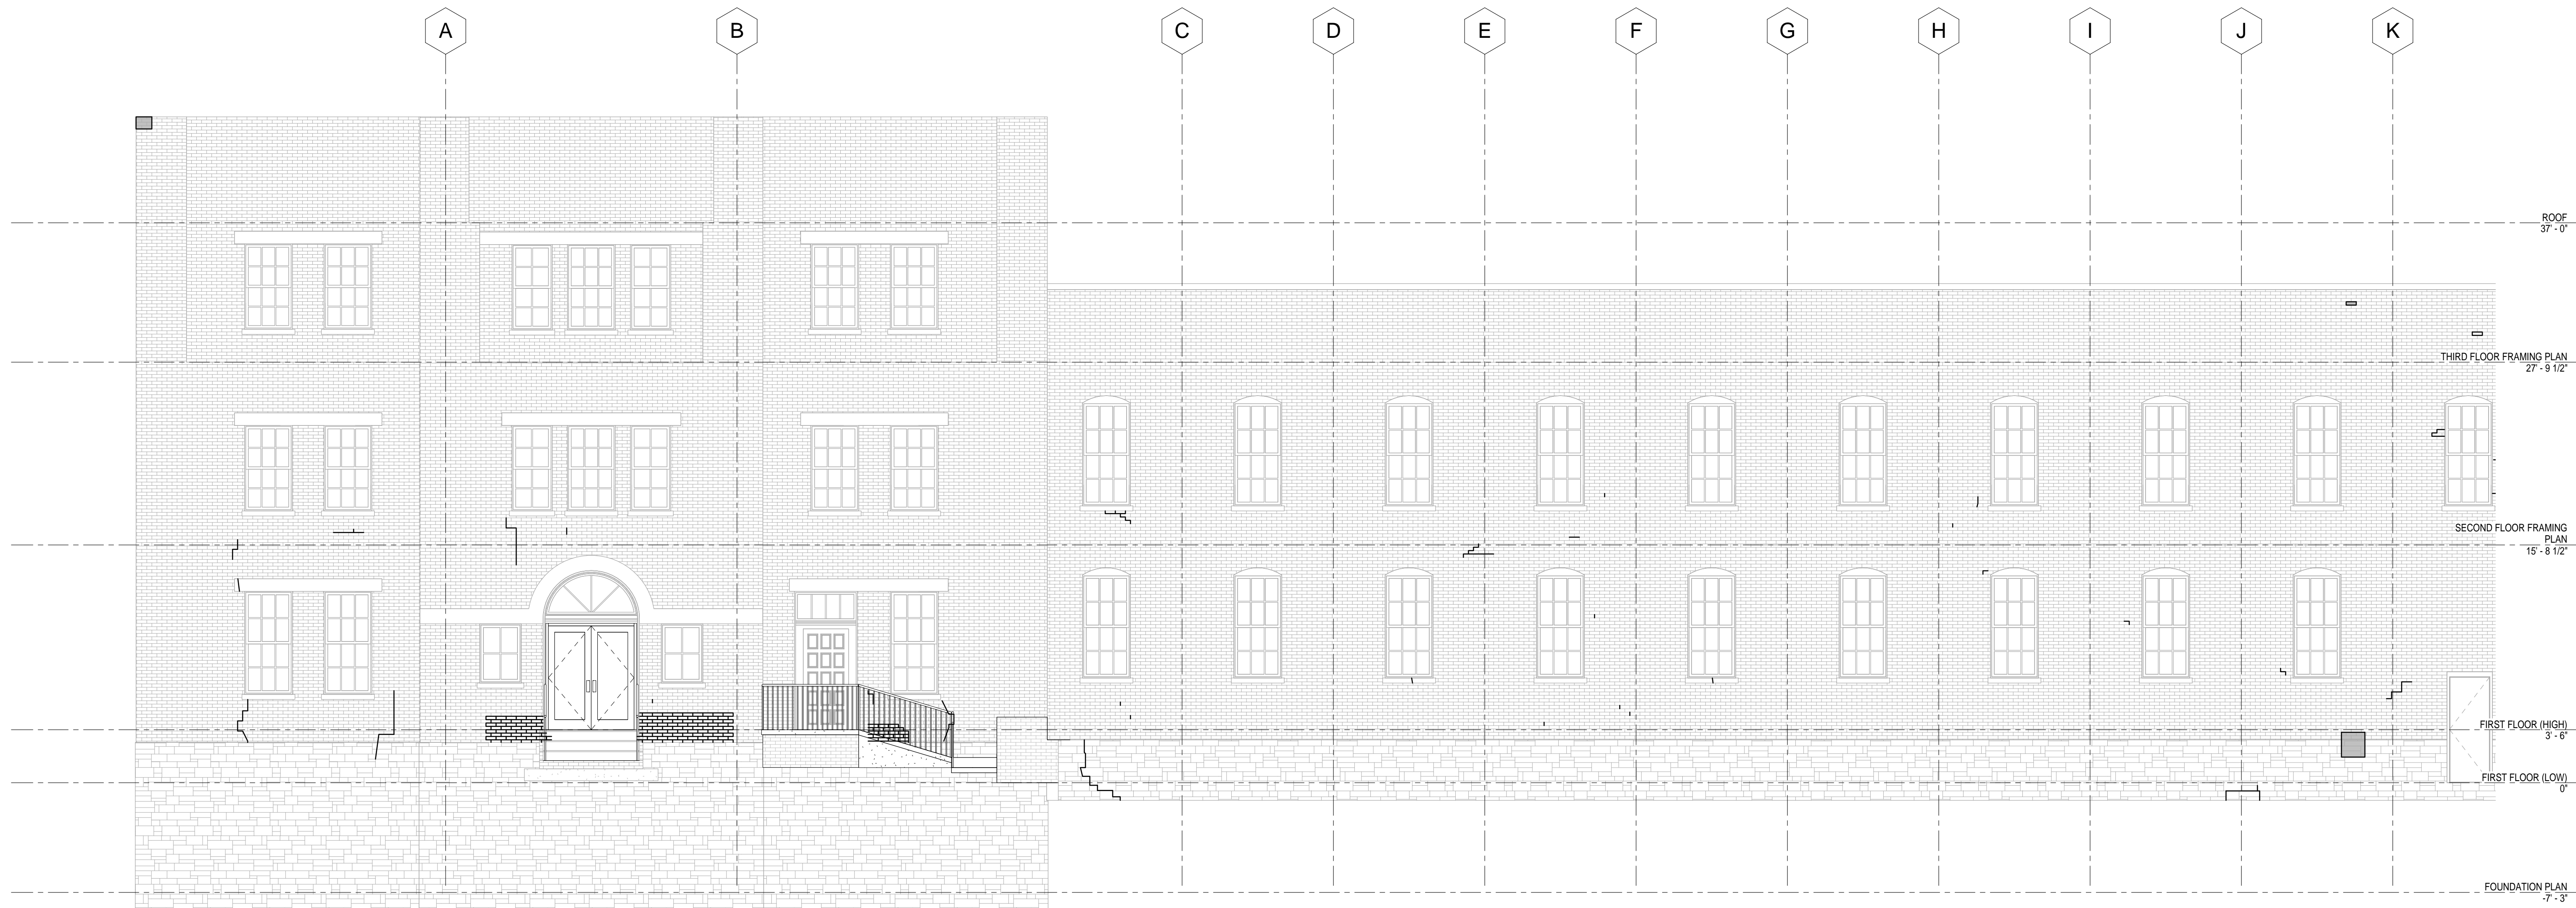 A
B
C
D
E
F
G
H
I
J
K
ROOF
37' - 0"
THIRD FLOOR FRAMING PLAN
27' - 9 1/2"
SECOND FLOOR FRAMING
PLAN
15' - 8 1/2"
FIRST FLOOR (HIGH)
3' - 6"
FIRST FLOOR (LOW)
0"
FOUNDATION PLAN
-7' - 3"